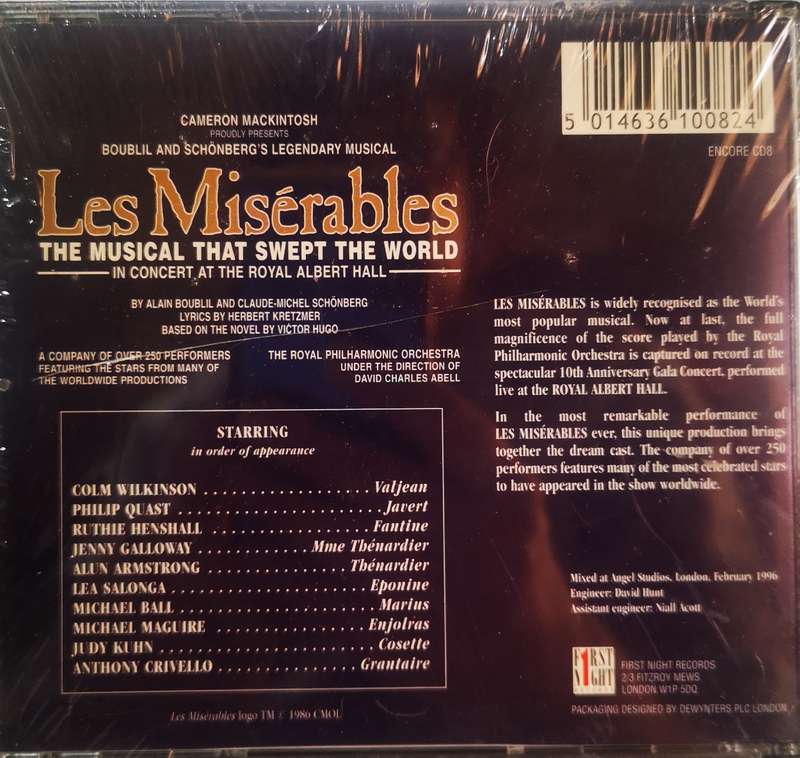 CAMERON MACKINTOSH
PROUDLY PRESENTS
BOUBLIL AND SCHÖNBERG'S LEGENDARY MUSICAL
Les Misérables
THE MUSICAL THAT SWEPT THE WORLD
IN CONCERT AT THE ROYAL ALBERT HALL
BY ALAIN BOUBLIL AND CLAUDE-MICHEL SCHÖNBERG
LYRICS BY HERBERT KRETZMER
BASED ON THE NOVEL BY VICTOR HUGO
A COMPANY OF OVER 250 PERFORMERS
FEATURING THE STARS FROM MANY OF
THE WORLDWIDE PRODUCTIONS
THE ROYAL PHILHARMONIC ORCHESTRA
UNDER THE DIRECTION OF
DAVID CHARLES ABELL
STARRING
in order of appearance
COLM WILKINSON . . . . . . . . . . . . . . . . . . Valjean
PHILIP QUAST . . . . . . . . . . . . . . . . . . . . . . Javert
RUTHIE HENSHALL . . . . . . . . . . . . . . . . . Fantine
JENNY GALLOWAY . . . . . . . . . . . . Mme Thénardier
ALUN ARMSTRONG . . . . . . . . . . . . . . . Thénardier
LEA SALONGA . . . . . . . . . . . . . . . . . . . . . Eponine
MICHAEL BALL . . . . . . . . . . . . . . . . . . . . . Marius
MICHAEL MAGUIRE . . . . . . . . . . . . . . . Enjolras
JUDY KUHN . . . . . . . . . . . . . . . . . . . . . . . Cosette
ANTHONY CRIVELLO . . . . . . . . . . . . . . Grantaire
Les Misérables logo TM © 1986 CMOL
5 014636 100824
ENCORE CD8
LES MISÉRABLES is widely recognised as the World's
most popular musical. Now at last, the full
magnificence of the score played by the Royal
Philharmonic Orchestra is captured on record at the
spectacular 10th Anniversary Gala Concert, performed
live at the ROYAL ALBERT HALL.
In the most remarkable performance of
LES MISÉRABLES ever, this unique production brings
together the dream cast. The company of over 250
performers features many of the most celebrated stars
to have appeared in the show worldwide.
Mixed at Angel Studios, London, February 1996
Engineer: David Hunt
Assistant engineer: Niall Acott
F1RST
N1GHT
RECORDS
FIRST NIGHT RECORDS
2/3 FITZROY MEWS
LONDON W1P 5DQ
PACKAGING DESIGNED BY DEWYNTERS PLC LONDON